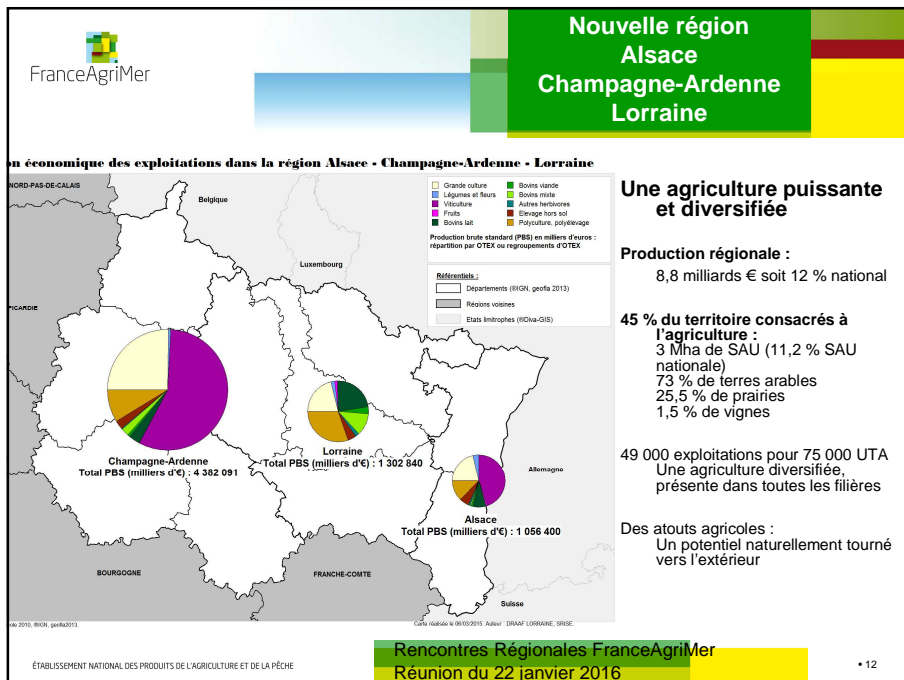 FranceAgriMer
Nouvelle région
Alsace
Champagne-Ardenne
Lorraine
on économique des exploitations dans la région Alsace - Champagne-Ardenne - Lorraine
NORD-PAS-DE-CALAIS
Belgique
Luxembourg
PICARDIE
Allemagne
BOURGOGNE
FRANCHE-COMTE
Suisse
Grande culture
Légumes et fleurs
Viticulture
Fruits
Bovins lait
Bovins viande
Bovins mixte
Autres herbivores
Elevage hors sol
Polyculture, polyélevage
Production brute standard (PBS) en milliers d'euros :
répartition par OTEX ou regroupements d'OTEX
Référentiels :
Départements (®IGN, geofla 2013)
Régions voisines
Etats limitrophes (®Diva-GIS)
Champagne-Ardenne
Total PBS (milliers d'€) : 4 382 091
Lorraine
Total PBS (milliers d'€) : 1 302 840
Alsace
Total PBS (milliers d'€) : 1 056 400
ole 2010, ®IGN, geofla2013.
Carte réalisée le 06/03/2015. Auteur : DRAAF LORRAINE, SRISE.
Une agriculture puissante
et diversifiée
Production régionale :
8,8 milliards € soit 12 % national
45 % du territoire consacrés à
l'agriculture :
3 Mha de SAU (11,2 % SAU
nationale)
73 % de terres arables
25,5 % de prairies
1,5 % de vignes
49 000 exploitations pour 75 000 UTA
Une agriculture diversifiée,
présente dans toutes les filières
Des atouts agricoles :
Un potentiel naturellement tourné
vers l'extérieur
ÉTABLISSEMENT NATIONAL DES PRODUITS DE L'AGRICULTURE ET DE LA PÊCHE
Rencontres Régionales FranceAgriMer
Réunion du 22 janvier 2016
• 12